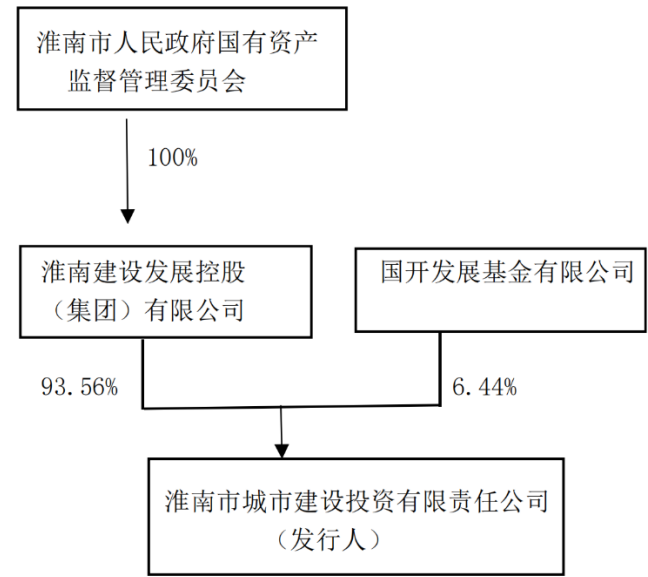 淮南市人民政府国有资产
监督管理委员会
100%
淮南建设发展控股
（集团）有限公司
国开发展基金有限公司
93.56%
6.44%
淮南市城市建设投资有限责任公司
（发行人）